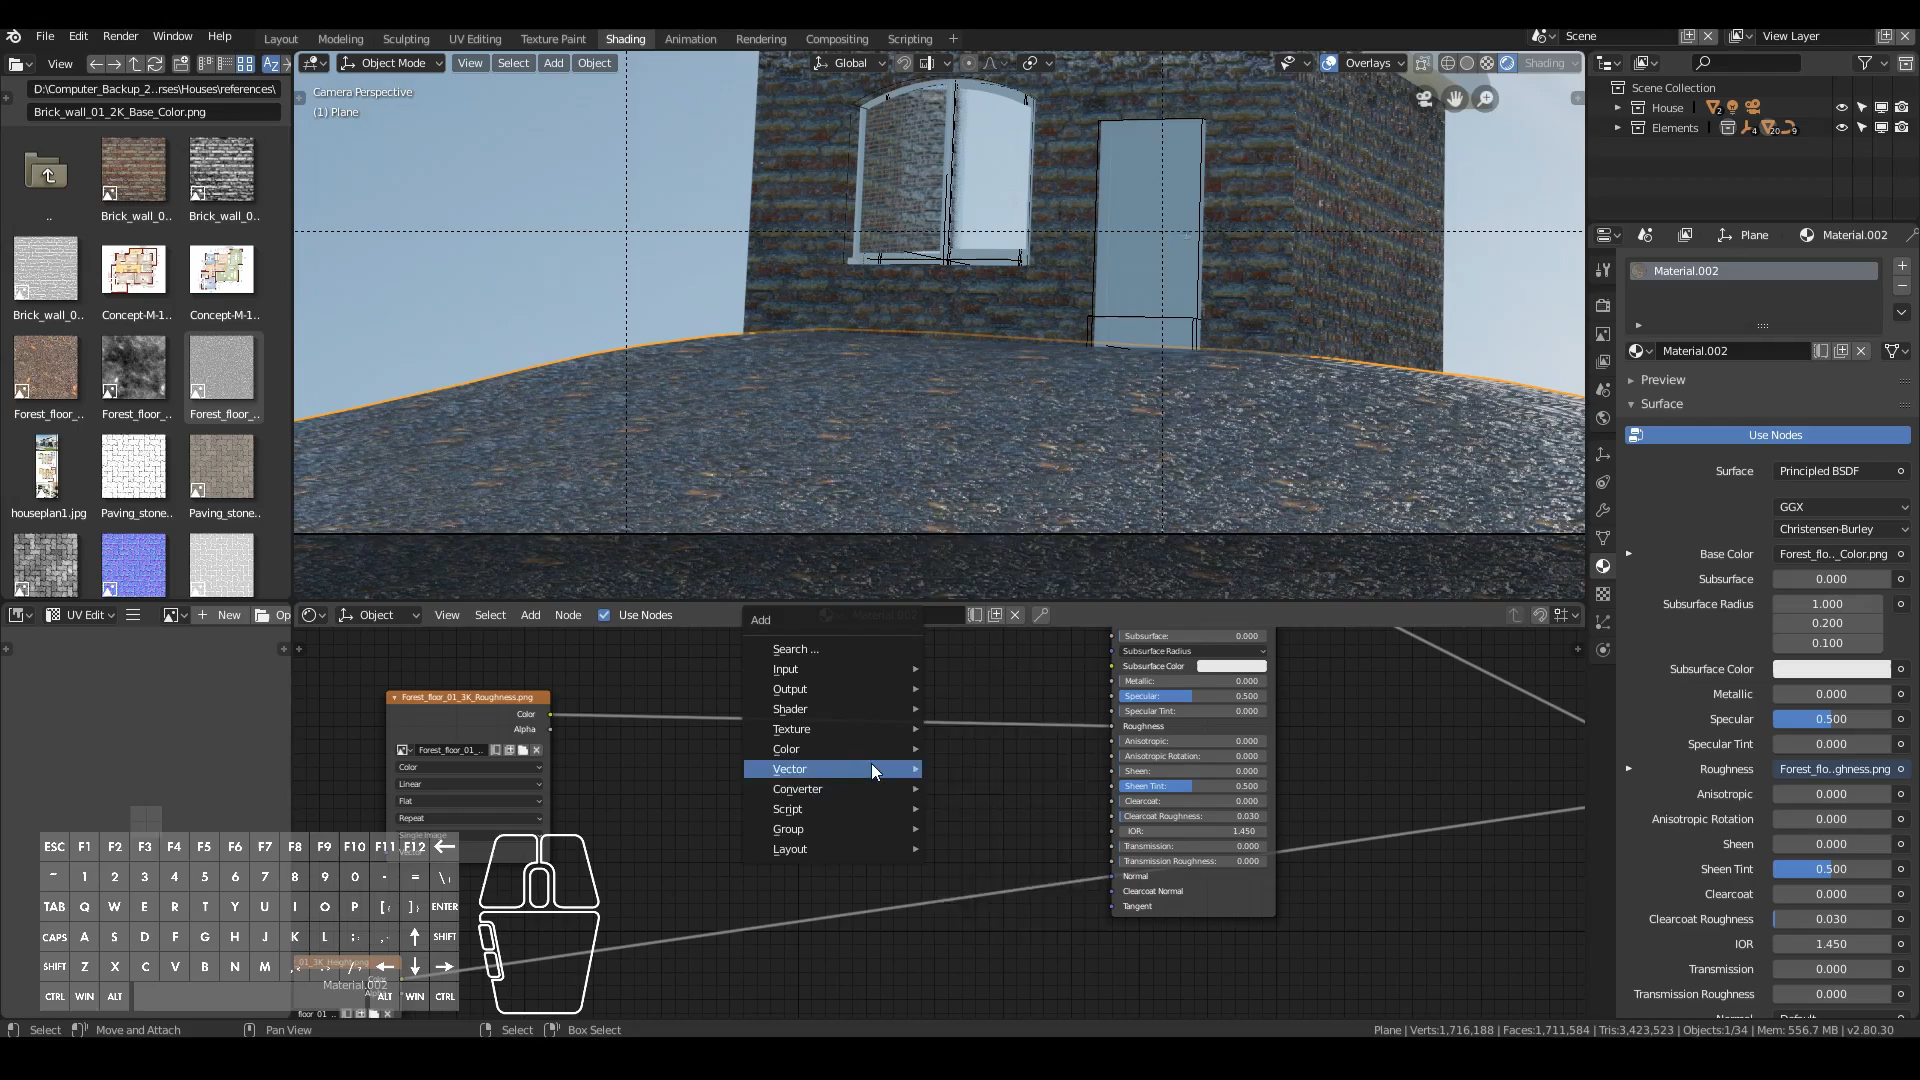 File Edit Render Window Help
Layout Modeling Sculpting UV Editing Texture Paint Shading Animation Rendering Compositing Scripting
Scene
View Layer
View
D:\Computer_Backup_2...rses\Houses\references\
Brick_wall_01_2K_Base_Color.png
..
Brick_wall_0..
Brick_wall_0..
Brick_wall_0..
Concept-M-1..
Concept-M-1..
Forest_floor_..
Forest_floor_..
Forest_floor_..
houseplan1.jpg
Paving_stone..
Paving_stone..
Object Mode View Select Add Object
Global
Overlays
Shading
Camera Perspective
(1) Plane
Scene Collection
House 2
Elements 4 20 9
Plane Material.002
Material.002
Material.002
Preview
Surface
Use Nodes
Surface Principled BSDF
GGX
Christensen-Burley
Base Color Forest_flo.._Color.png
Subsurface 0.000
Subsurface Radius 1.000
0.200
0.100
Subsurface Color
Metallic 0.000
Specular 0.500
Specular Tint 0.000
Roughness Forest_flo..ghness.png
Anisotropic 0.000
Anisotropic Rotation 0.000
Sheen 0.000
Sheen Tint 0.500
Clearcoat 0.000
Clearcoat Roughness 0.030
IOR 1.450
Transmission 0.000
Transmission Roughness 0.000
UV Edit New Op
Object View Select Add Node Use Nodes
Material.002
Add
Search ...
Input
Output
Shader
Texture
Color
Vector
Converter
Script
Group
Layout
Forest_floor_01_3K_Roughness.png
Color
Alpha
Forest_floor_01_..
Color
Linear
Flat
Repeat
Single Image
Vector
Subsurface: 0.000
Subsurface Radius
Subsurface Color
Metallic: 0.000
Specular: 0.500
Specular Tint: 0.000
Roughness
Anisotropic: 0.000
Anisotropic Rotation: 0.000
Sheen: 0.000
Sheen Tint: 0.500
Clearcoat: 0.000
Clearcoat Roughness: 0.030
IOR: 1.450
Transmission: 0.000
Transmission Roughness: 0.000
Normal
Clearcoat Normal
Tangent
ESC F1 F2 F3 F4 F5 F6 F7 F8 F9 F10 F11 F12 ←
~ 1 2 3 4 5 6 7 8 9 0 - = \¦
TAB Q W E R T Y U I O P [{ ]} ENTER
CAPS A S D F G H J K L ;: ,. ↑ SHIFT
SHIFT Z X C V B N M ← ↓ →
CTRL WIN ALT ALT WIN CTRL
01_3K_Height.png
Color
Material.002
floor_01_..
Select Move and Attach Pan View Select Box Select
Plane | Verts:1,716,188 | Faces:1,711,584 | Tris:3,423,523 | Objects:1/34 | Mem: 556.7 MB | v2.80.30